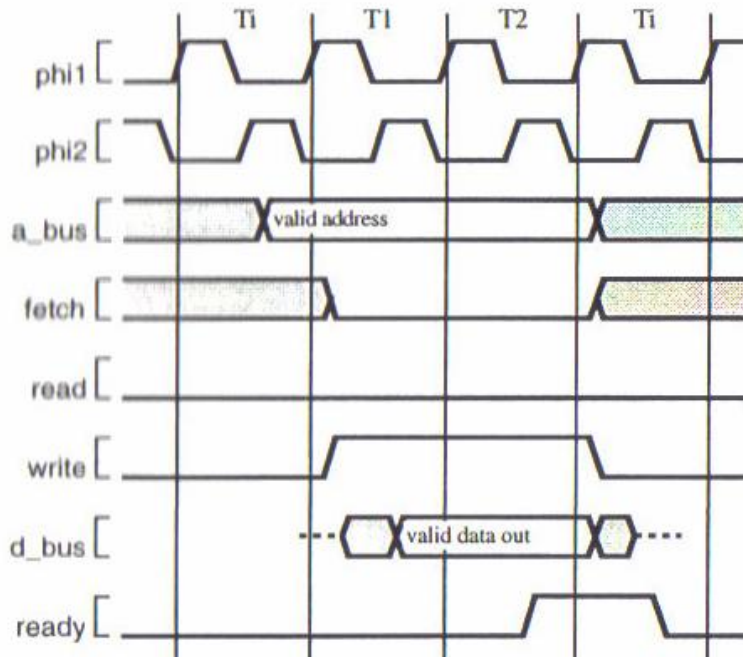 Ti T1 T2 Ti
phi1
phi2
a_bus valid address
fetch
read
write
d_bus valid data out
ready